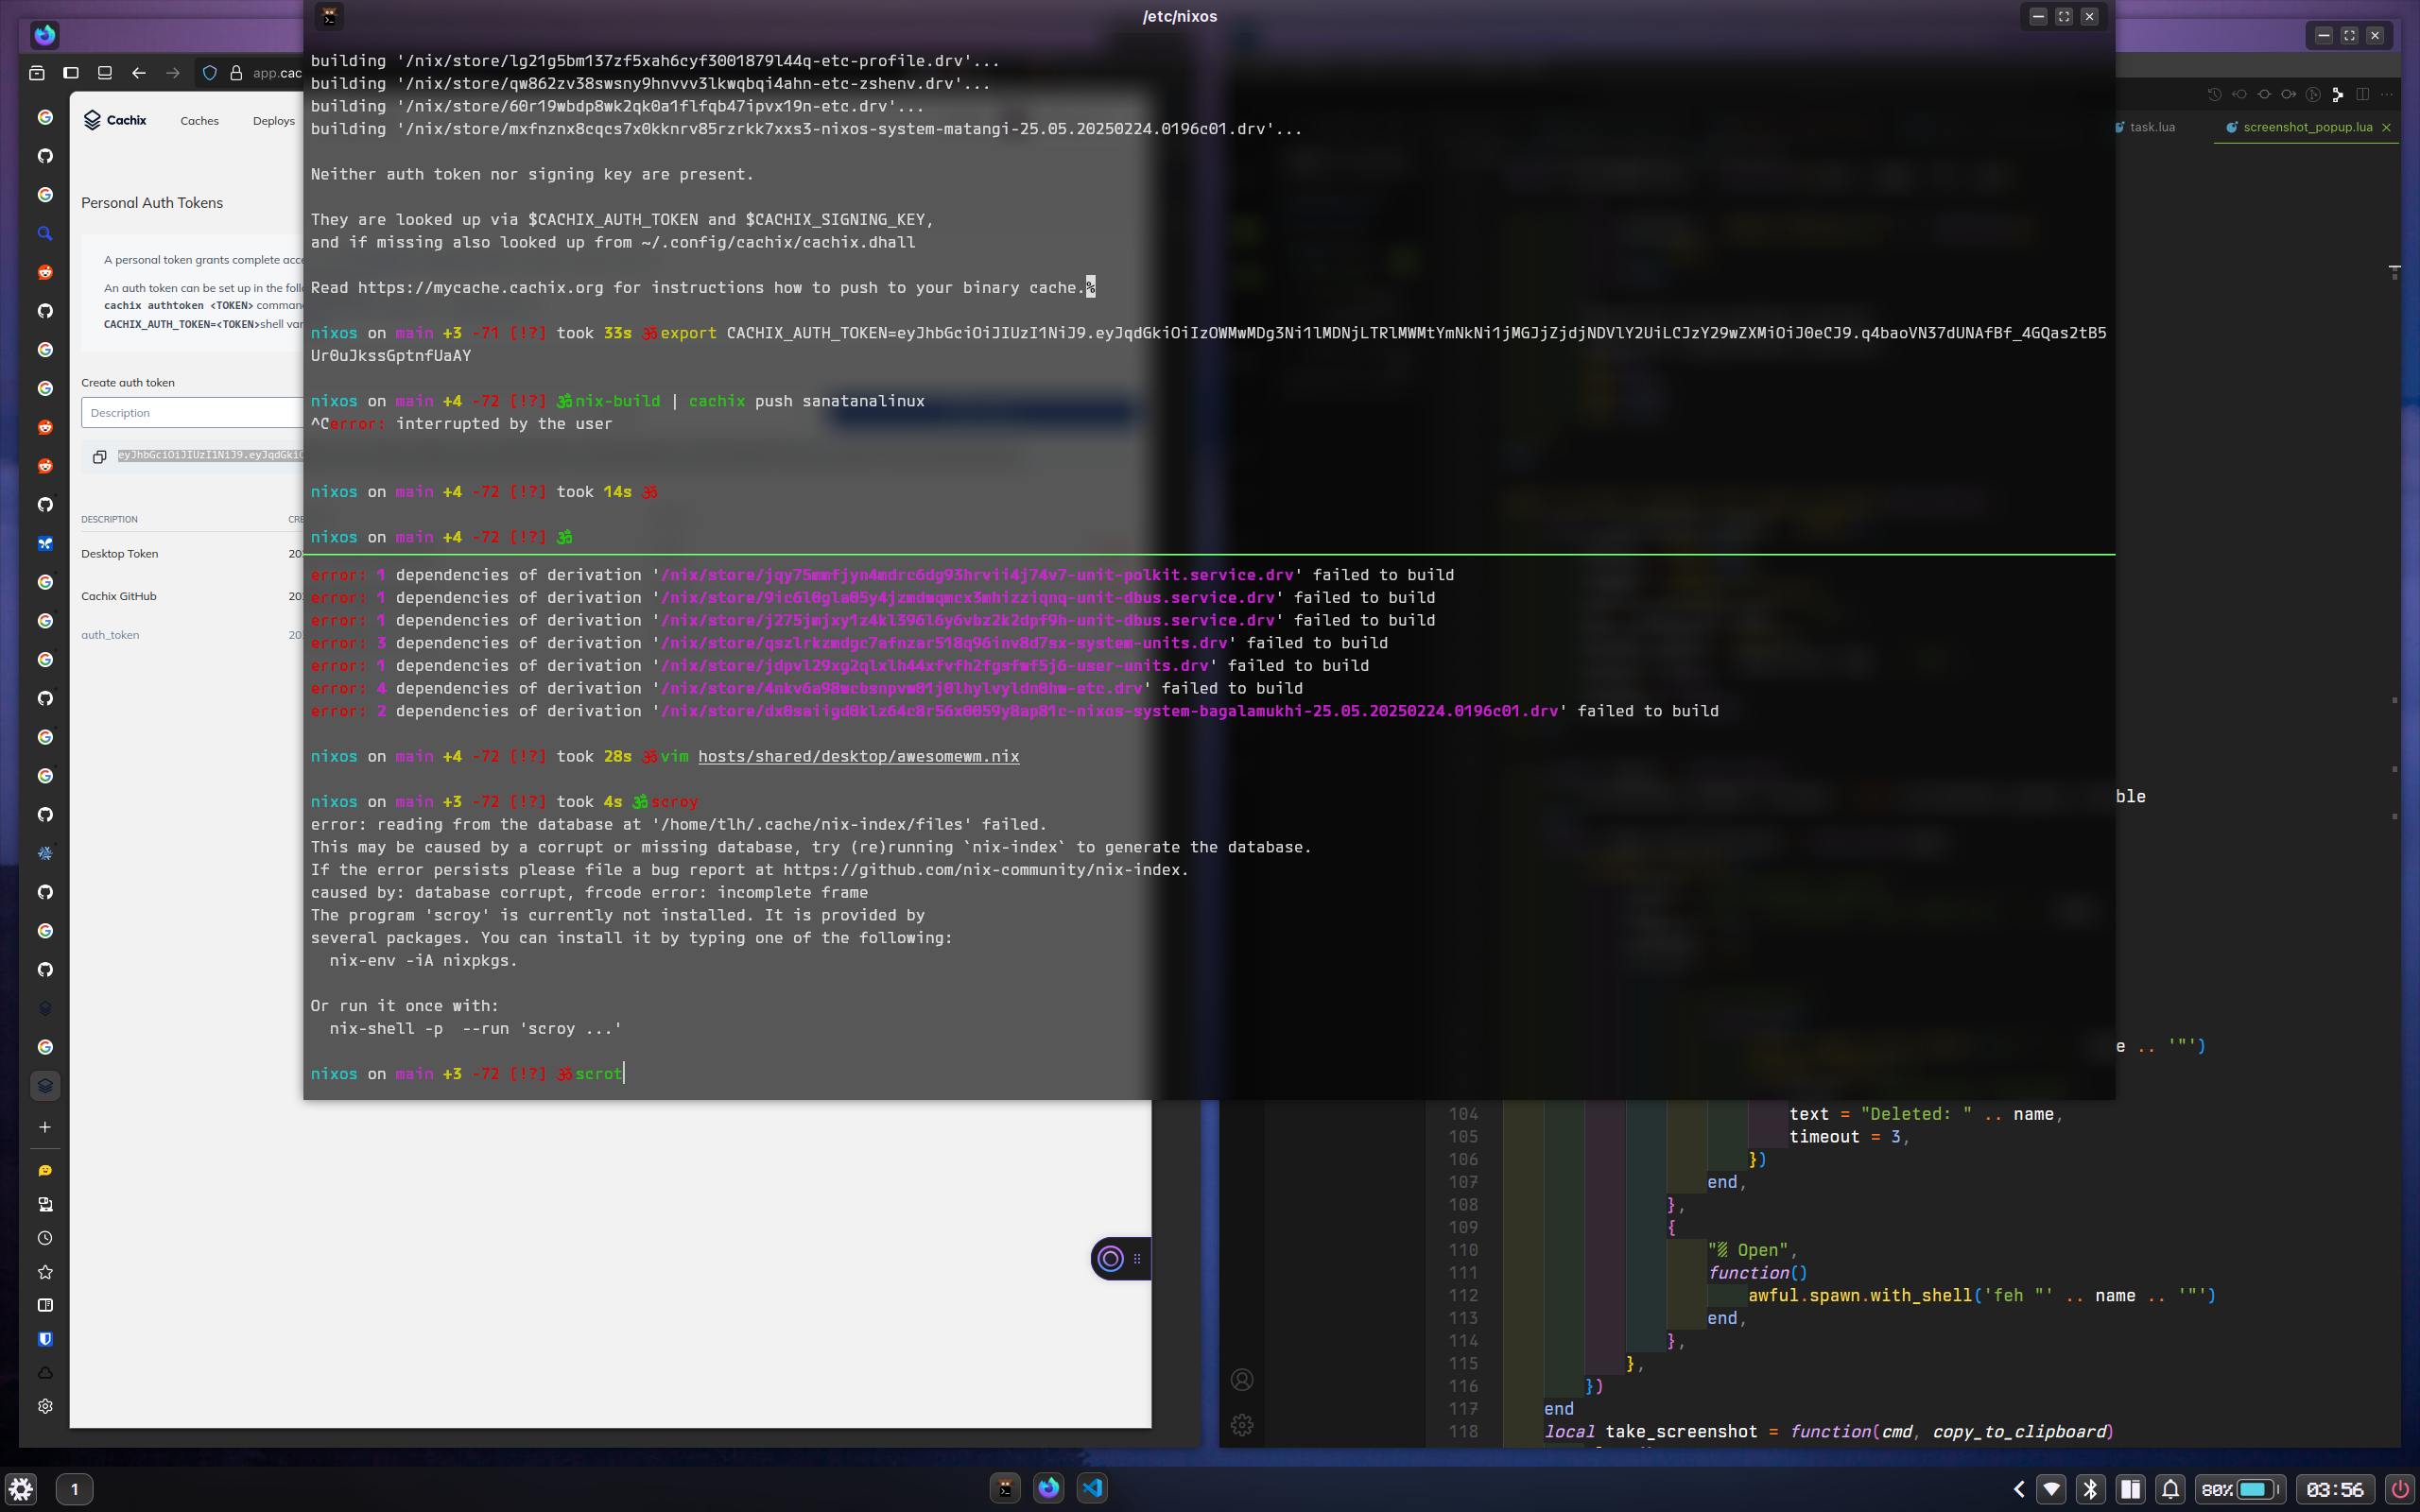 /etc/nixos
building '/nix/store/lg21g5bm137zf5xah6cyf3001879l44q-etc-profile.drv'...
building '/nix/store/qw862zv38swsny9hnvvv3lkwqbqi4ahn-etc-zshenv.drv'...
building '/nix/store/60r19wbdp8wk2qk0a1flfqb47ipvx19n-etc.drv'...
building '/nix/store/mxfnznx8cqcs7x0kknrv85rzrkk7xxs3-nixos-system-matangi-25.05.20250224.0196c01.drv'...
Neither auth token nor signing key are present.
They are looked up via $CACHIX_AUTH_TOKEN and $CACHIX_SIGNING_KEY,
and if missing also looked up from ~/.config/cachix/cachix.dhall
Read https://mycache.cachix.org for instructions how to push to your binary cache.%
nixos on main +3 -71 [!?] took 33s ॐ export CACHIX_AUTH_TOKEN=
nixos on main +4 -72 [!?] ॐ nix-build | cachix push sanatanalinux
^Cerror: interrupted by the user
nixos on main +4 -72 [!?] took 14s ॐ
nixos on main +4 -72 [!?] ॐ
error: 1 dependencies of derivation '/nix/store/jqy75mmfjyn4mdrc6dg93hrvii4j74v7-unit-polkit.service.drv' failed to build
error: 1 dependencies of derivation '/nix/store/9ic6l0gla05y4jzmdwqmcx3mhizziqnq-unit-dbus.service.drv' failed to build
error: 1 dependencies of derivation '/nix/store/j275jmjxy1z4kl396l6y6vbz2k2dpf9h-unit-dbus.service.drv' failed to build
error: 3 dependencies of derivation '/nix/store/qszlrkzmdgc7afnzar518q96inv8d7sx-system-units.drv' failed to build
error: 1 dependencies of derivation '/nix/store/jdpvl29xg2qlxlh44xfvfh2fgsfmf5j6-user-units.drv' failed to build
error: 4 dependencies of derivation '/nix/store/4nkv6a98wcbsnpvm81j0lhylvyldn0hw-etc.drv' failed to build
error: 2 dependencies of derivation '/nix/store/dx0saiigd0klz64c8r56x0059y8ap81c-nixos-system-bagalamukhi-25.05.20250224.0196c01.drv' failed to build
nixos on main +4 -72 [!?] took 28s ॐ vim hosts/shared/desktop/awesomewm.nix
nixos on main +3 -72 [!?] took 4s ॐ scroy
error: reading from the database at '/home/tlh/.cache/nix-index/files' failed.
This may be caused by a corrupt or missing database, try (re)running `nix-index` to generate the database.
If the error persists please file a bug report at https://github.com/nix-community/nix-index.
caused by: database corrupt, frcode error: incomplete frame
The program 'scroy' is currently not installed. It is provided by
several packages. You can install it by typing one of the following:
nix-env -iA nixpkgs.
Or run it once with:
nix-shell -p  --run 'scroy ...'
nixos on main +3 -72 [!?] ॐ scrot
app.cac
Cachix
Caches
Deploys
Personal Auth Tokens
A personal token grants complete acce
An auth token can be set up in the follo
cachix authtoken <TOKEN> comman
CACHIX_AUTH_TOKEN=<TOKEN> shell var
Create auth token
Description
DESCRIPTION
CRE
Desktop Token
20
Cachix GitHub
20
auth_token
20
task.lua
screenshot_popup.lua
ble
e .. '"')
104 text = "Deleted: " .. name,
105 timeout = 3,
106 })
107 end,
108 },
109 {
110 " Open",
111 function()
112 awful.spawn.with_shell('feh "' .. name .. '"')
113 end,
114 },
115 },
116 })
117 end
118 local take_screenshot = function(cmd, copy_to_clipboard)
1
80%
03:56